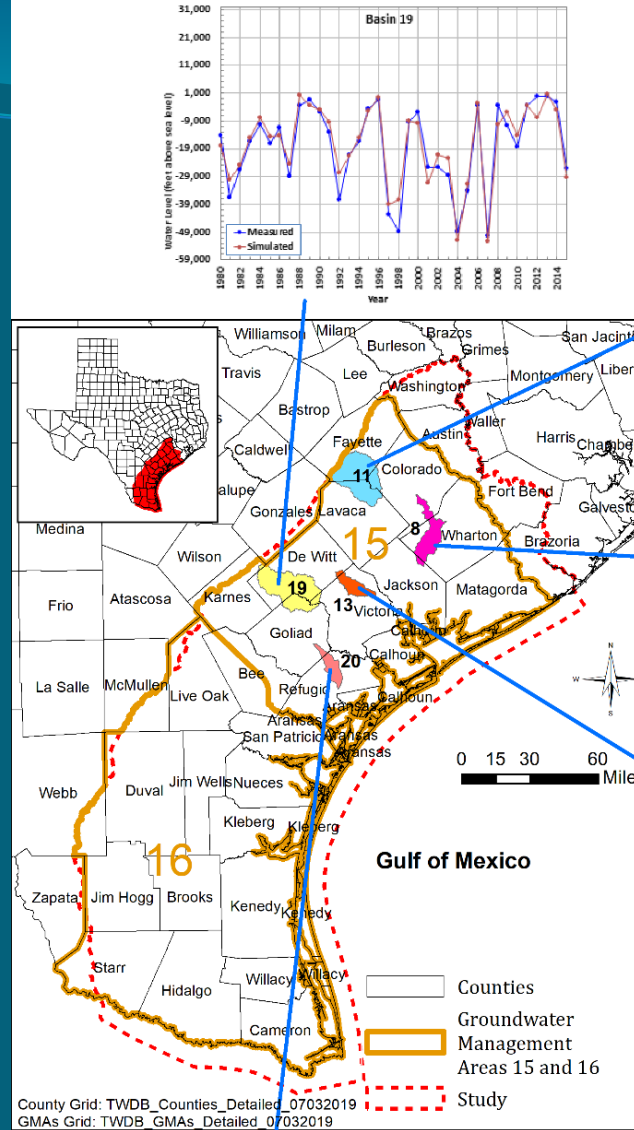 Basin 19
31,000
21,000
11,000
1,000
-9,000
-19,000
-29,000
-39,000
-49,000
-59,000
Water Level (feet above sea level)
Measured
Simulated
1980
1982
1984
1986
1988
1990
1992
1994
1996
1998
2000
2002
2004
2006
2008
2010
2012
2014
Year
Williamson
Milam
Brazos
Burleson
Grimes
San Jacint
Travis
Lee
Washington
Montgomery
Liber
Bastrop
Waller
Harris
Chambe
Fayette
Austin
Caldwell
Colorado
11
alupe
Fort Bend
Galvesto
Gonzales
Lavaca
8
Wharton
Brazoria
Medina
15
Wilson
De Witt
Jackson
Matagorda
Frio
Atascosa
Karnes
19
13
Victoria
Calhoun
Goliad
20
Calhoun
La Salle
McMullen
Bee
Live Oak
Refugio
Calhoun
Aransas
Aransas
San Patricio
Aransas
Aransas
N
W
E
S
0 15 30 60
Mile
Webb
Duval
Jim Wells
Nueces
Kleberg
Kleberg
16
Gulf of Mexico
Zapata
Jim Hogg
Brooks
Kenedy
Kenedy
Starr
Hidalgo
Willacy
Willacy
Cameron
Counties
Groundwater
Management
Areas 15 and 16
Study
County Grid: TWDB_Counties_Detailed_07032019
GMAs Grid: TWDB_GMAs_Detailed_07032019